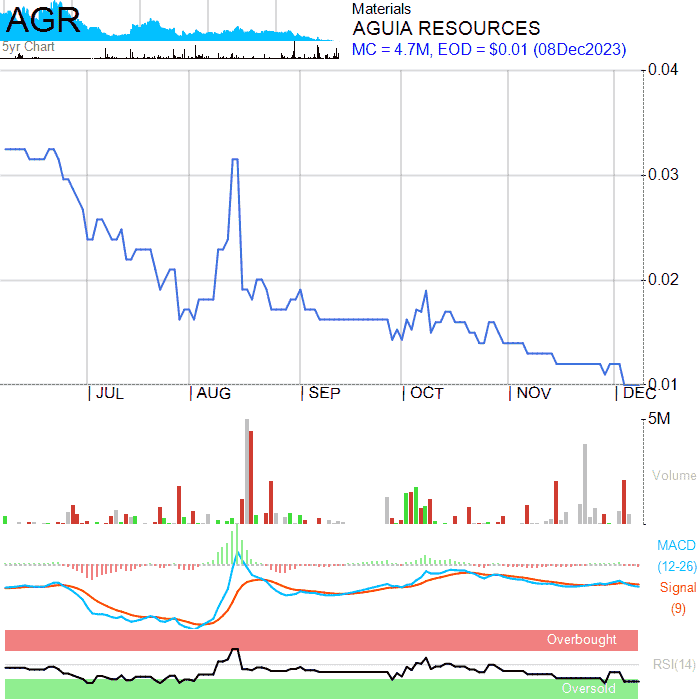 AGR
5yr Chart
Materials
AGUIA RESOURCES
MC = 4.7M, EOD = $0.01 (08Dec2023)
0.04
0.03
0.02
0.01
JUL
AUG
SEP
OCT
NOV
DEC
5M
Volume
MACD
(12-26)
Signal
(9)
Overbought
RSI(14)
Oversold